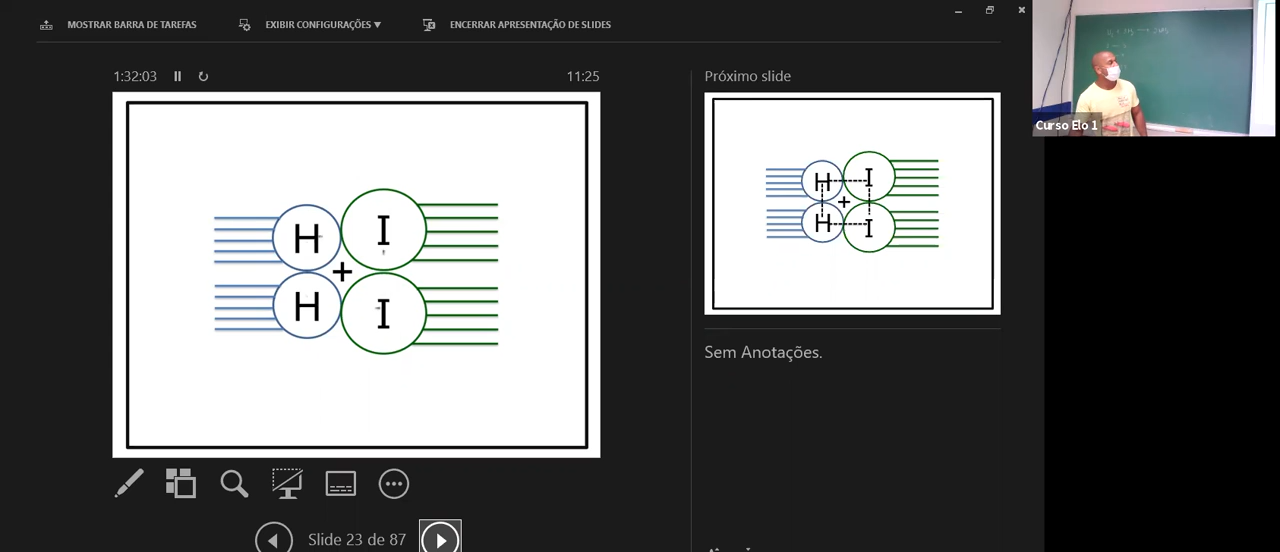 MOSTRAR BARRA DE TAREFAS
EXIBIR CONFIGURAÇÕES ▼
ENCERRAR APRESENTAÇÃO DE SLIDES
1:32:03
11:25
Próximo slide
H I
+
H I
H I
+
H I
Curso Elo 1
Sem Anotações.
Slide 23 de 87